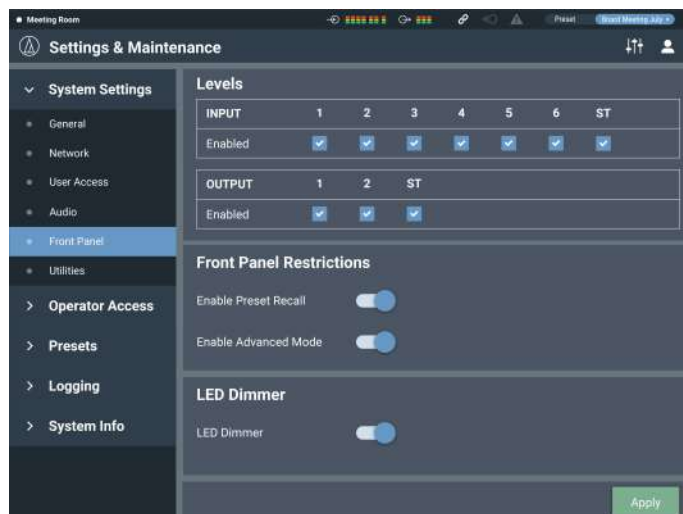 Meeting Room
Preset
Board Meeting July
Settings & Maintenance
System Settings
General
Network
User Access
Audio
Front Panel
Utilities
Operator Access
Presets
Logging
System Info
Levels
INPUT 1 2 3 4 5 6 ST
Enabled
OUTPUT 1 2 ST
Enabled
Front Panel Restrictions
Enable Preset Recall
Enable Advanced Mode
LED Dimmer
LED Dimmer
Apply